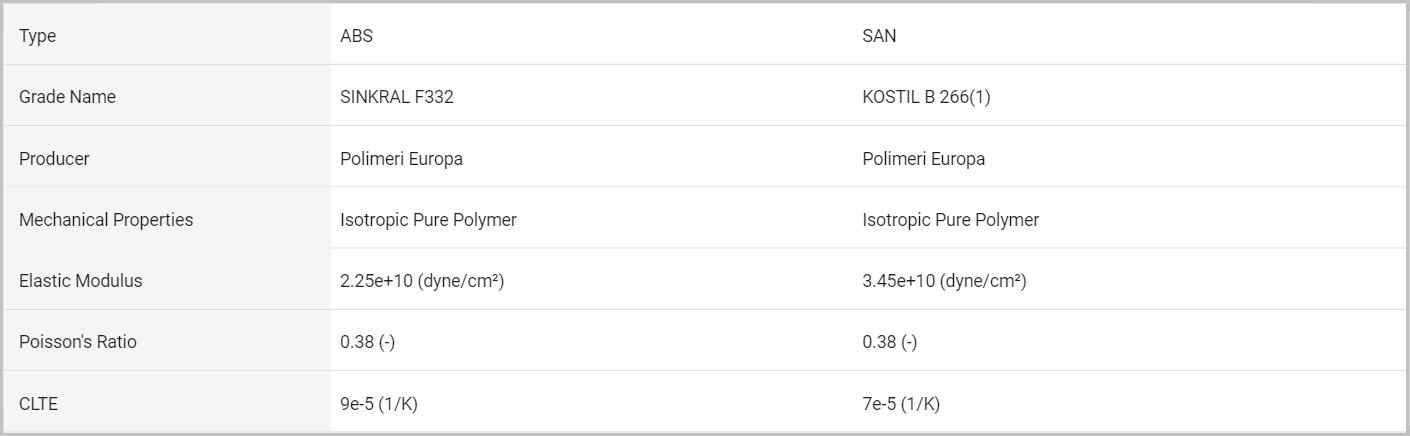 Type ABS SAN
Grade Name SINKRAL F332 KOSTIL B 266(1)
Producer Polimeri Europa Polimeri Europa
Mechanical Properties Isotropic Pure Polymer Isotropic Pure Polymer
Elastic Modulus 2.25e+10 (dyne/cm²) 3.45e+10 (dyne/cm²)
Poisson's Ratio 0.38 (-) 0.38 (-)
CLTE 9e-5 (1/K) 7e-5 (1/K)